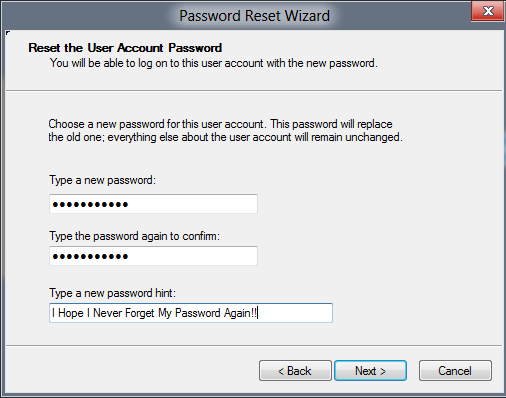 Password Reset Wizard
Reset the User Account Password
You will be able to log on to this user account with the new password.
Choose a new password for this user account. This password will replace
the old one; everything else about the user account will remain unchanged.
Type a new password:
●●●●●●●●●●●
Type the password again to confirm:
●●●●●●●●●●●
Type a new password hint:
I Hope I Never Forget My Password Again!!
< Back Next > Cancel